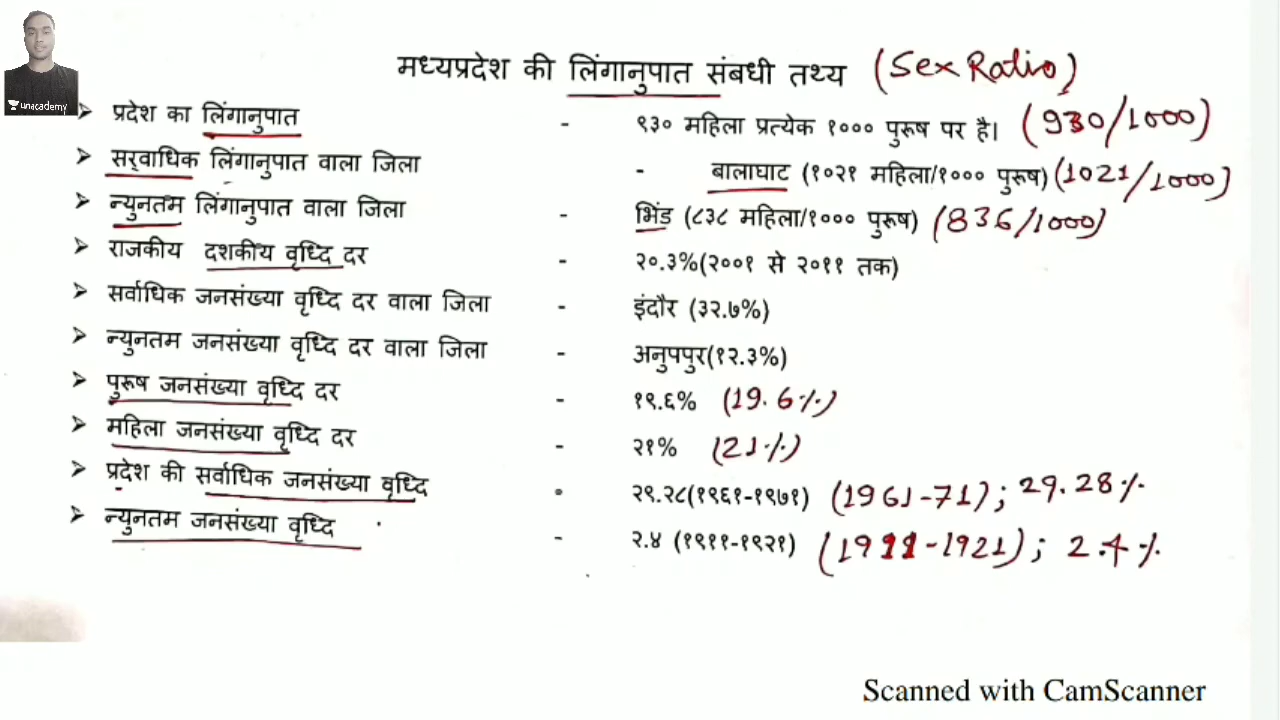 unacademy
मध्यप्रदेश की लिंगानुपात संबधी तथ्य (Sex Ratio)
➢ प्रदेश का लिंगानुपात - ९३० महिला प्रत्येक १००० पुरूष पर है। (930/1000)
➢ सर्वाधिक लिंगानुपात वाला जिला - बालाघाट (१०२१ महिला/१००० पुरूष) (1021/1000)
➢ न्युनतम लिंगानुपात वाला जिला - भिंड (८३८ महिला/१००० पुरूष) (836/1000)
➢ राजकीय दशकीय वृध्दि दर - २०.३%(२००१ से २०११ तक)
➢ सर्वाधिक जनसंख्या वृध्दि दर वाला जिला - इंदौर (३२.७%)
➢ न्युनतम जनसंख्या वृध्दि दर वाला जिला - अनुपपुर(१२.३%)
➢ पुरूष जनसंख्या वृध्दि दर - १९.६% (19.6%)
➢ महिला जनसंख्या वृध्दि दर - २१% (21%)
➢ प्रदेश की सर्वाधिक जनसंख्या वृध्दि - २९.२८(१९६१-१९७१) (1961-71); 29.28%
➢ न्युनतम जनसंख्या वृध्दि - २.४ (१९११-१९२१) (1911-1921); 2.4%
Scanned with CamScanner